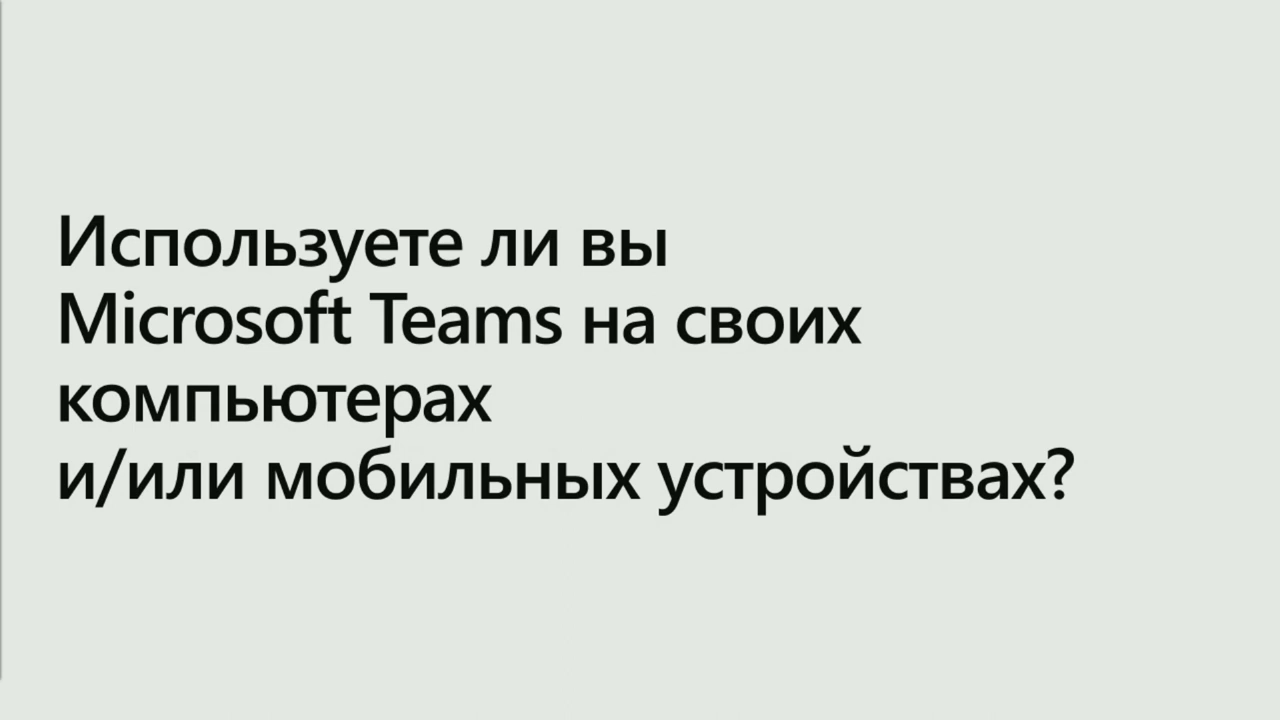 Используете ли вы
Microsoft Teams на своих
компьютерах
и/или мобильных устройствах?